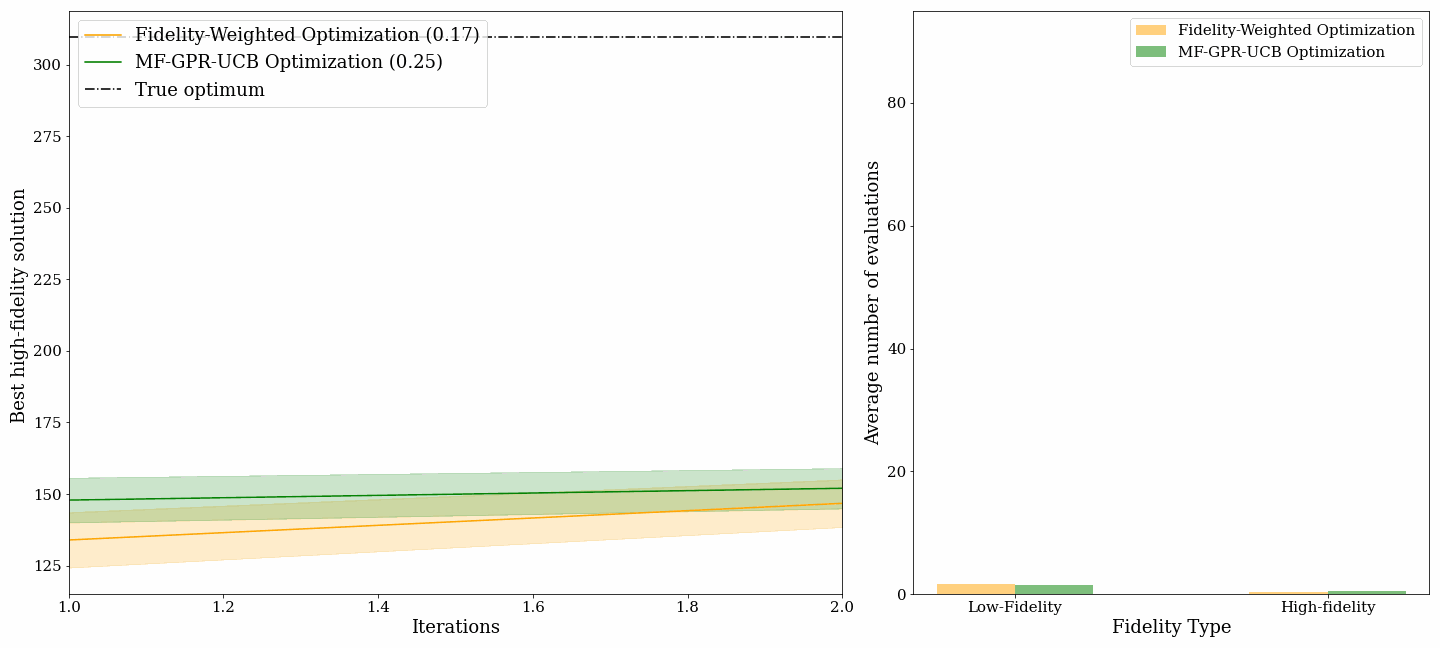 Fidelity-Weighted Optimization (0.17)
MF-GPR-UCB Optimization (0.25)
True optimum
Best high-fidelity solution
300
275
250
225
200
175
150
125
1.0 1.2 1.4 1.6 1.8 2.0
Iterations
Fidelity-Weighted Optimization
MF-GPR-UCB Optimization
Average number of evaluations
80
60
40
20
0
Low-Fidelity High-fidelity
Fidelity Type